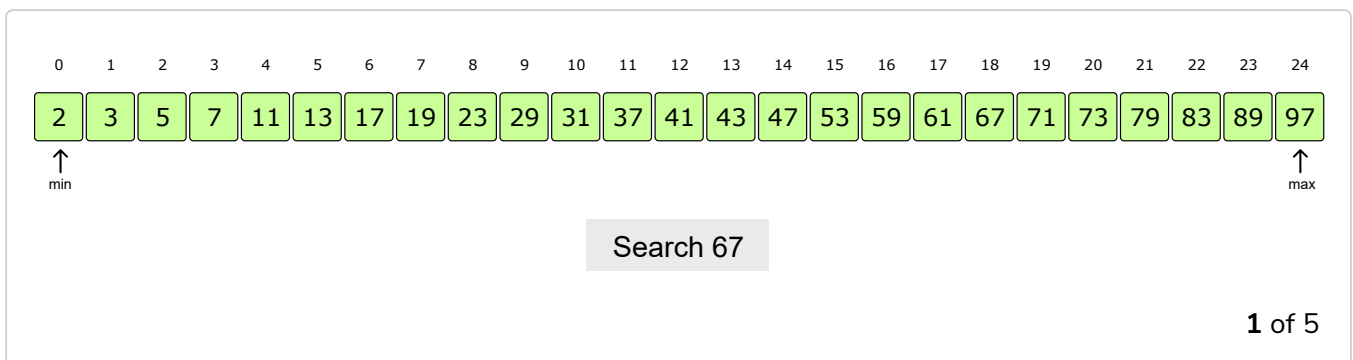 0 1 2 3 4 5 6 7 8 9 10 11 12 13 14 15 16 17 18 19 20 21 22 23 24
2 3 5 7 11 13 17 19 23 29 31 37 41 43 47 53 59 61 67 71 73 79 83 89 97
min max
Search 67
1 of 5